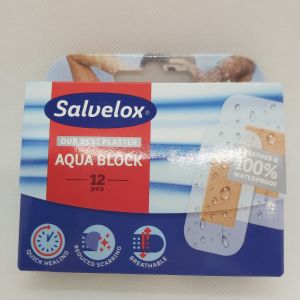 Salvelox®
OUR BEST PLASTER
AQUA BLOCK
12
pcs
100%
WATERPROOF
QUICK HEALING
REDUCED SCARRING
BREATHABLE